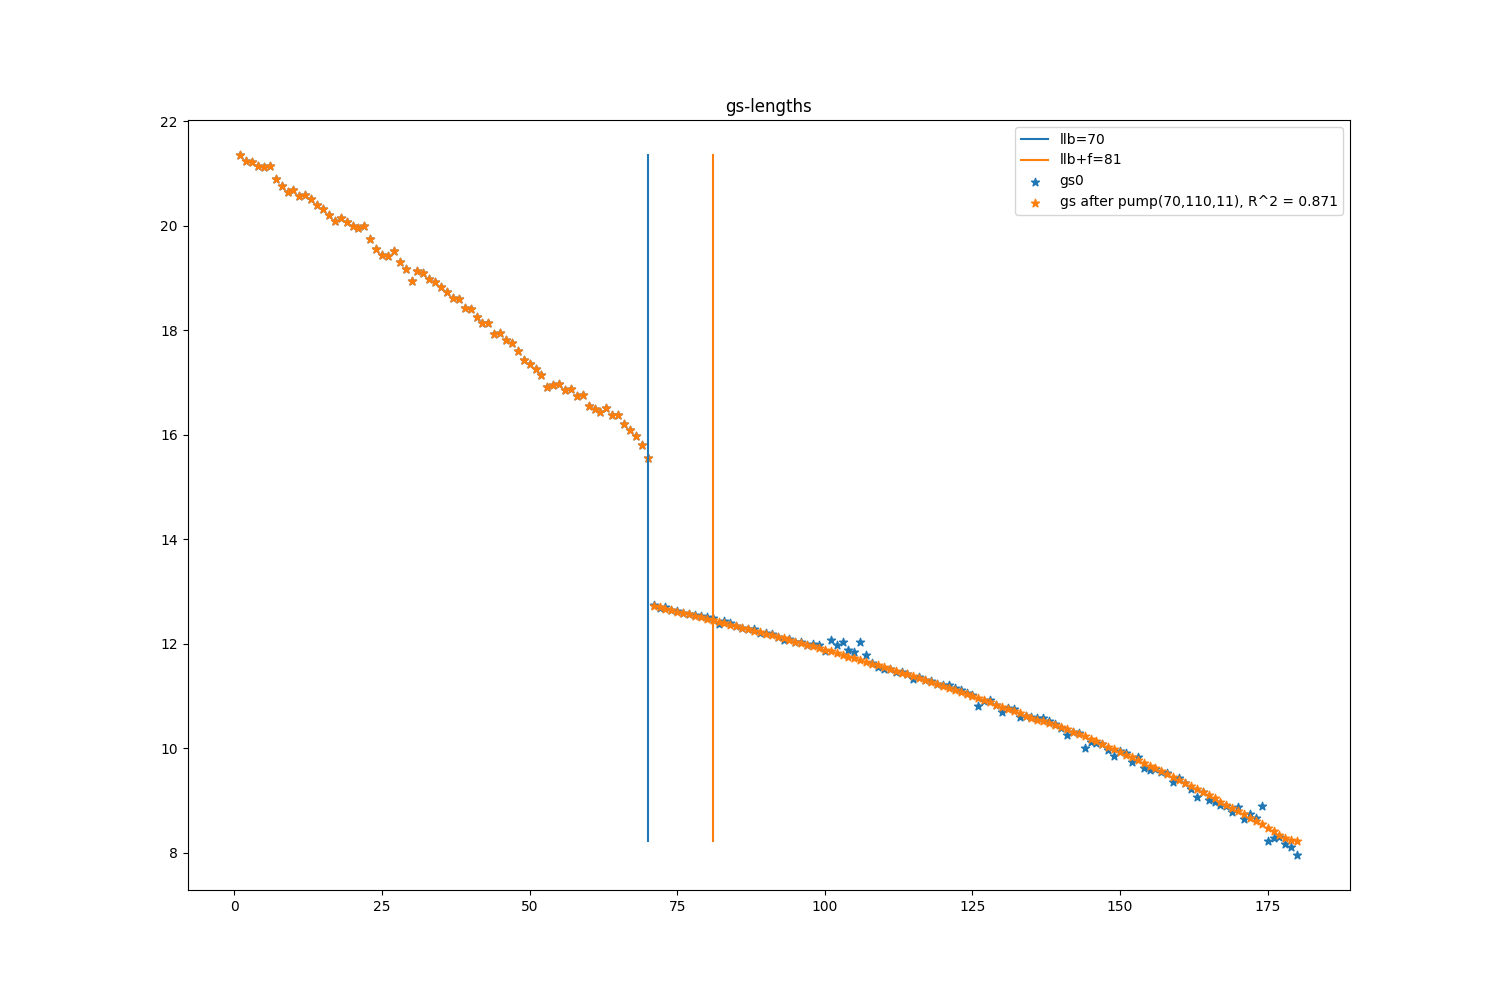 gs-lengths
llb=70
llb+f=81
gs0
gs after pump(70,110,11), R^2 = 0.871
22
20
18
16
14
12
10
8
0 25 50 75 100 125 150 175